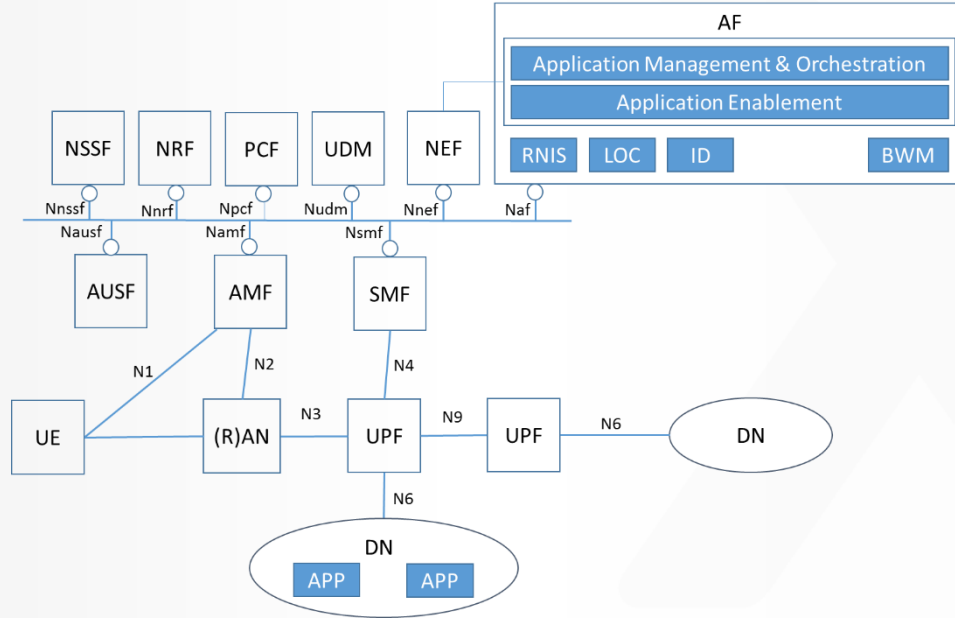 AF
Application Management & Orchestration
Application Enablement
RNIS LOC ID BWM
NSSF NRF PCF UDM NEF
Nnssf Nnrf Npcf Nudm Nnef Naf
Nausf Namf Nsmf
AUSF AMF SMF
N1 N2 N4
UE (R)AN N3 UPF N9 UPF N6 DN
N6
DN
APP APP